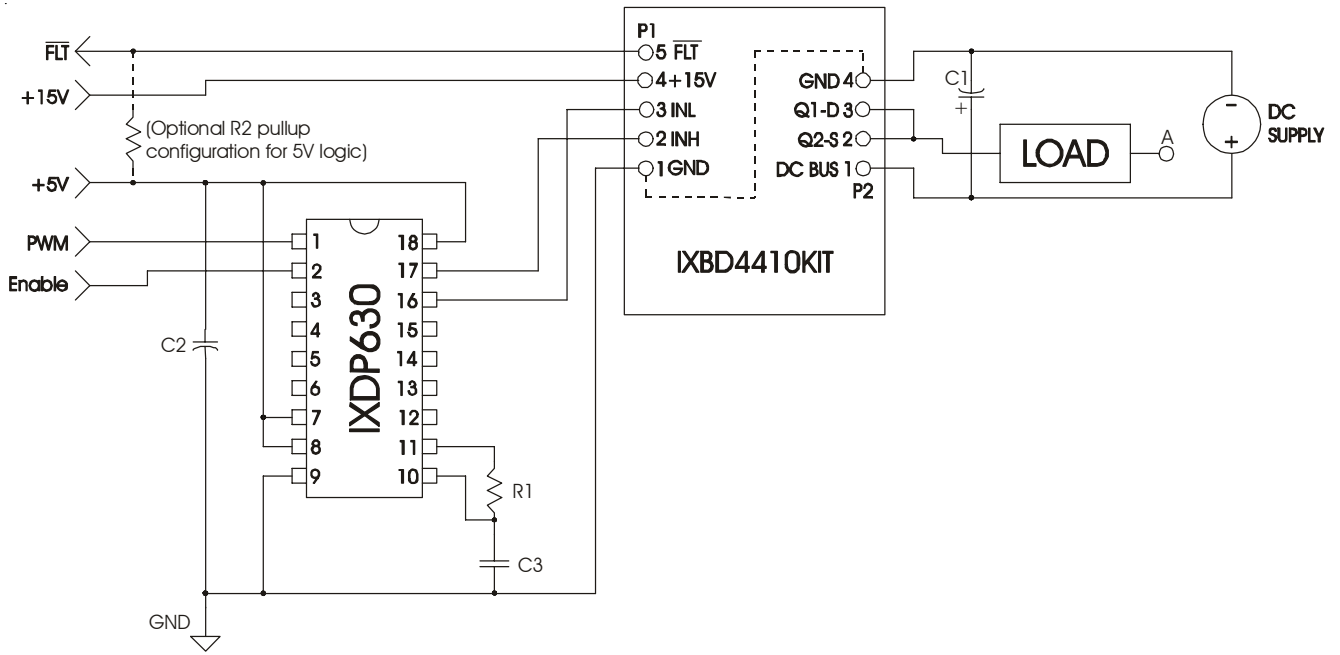 FLT
+15V
(Optional R2 pullup
configuration for 5V logic)
+5V
PWM
Enable
C2
GND
IXDP630
1
2
3
4
5
6
7
8
9
18
17
16
15
14
13
12
11
10
R1
C3
P1
5 FLT
4 +15V
3 INL
2 INH
1 GND
GND 4
Q1-D 3
Q2-S 2
DC BUS 1
P2
IXBD4410KIT
C1
+
LOAD
A
-
+
DC
SUPPLY